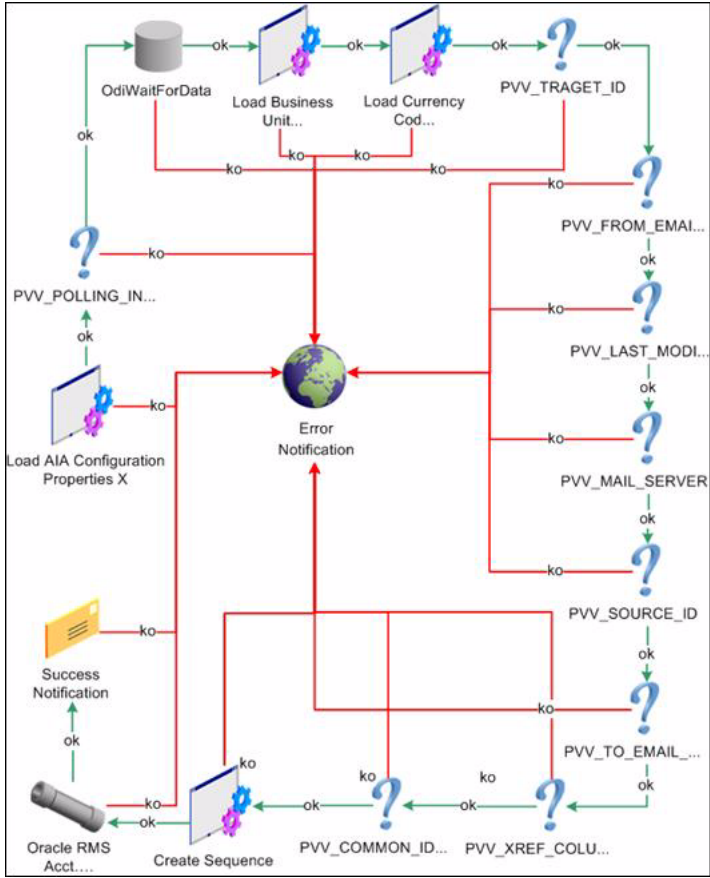 ok
ok
ok
ok
OdiWaitForData
Load Business
Unit...
Load Currency
Cod...
PVV_TRAGET_ID
ok
ok
ko
ko
ko
ko
ko
PVV_FROM_EMAI...
ko
ok
PVV_POLLING_IN...
ko
ok
PVV_LAST_MODI...
ok
ko
Load AIA Configuration
Properties X
Error
Notification
ko
PVV_MAIL_SERVER
ok
ko
PVV_SOURCE_ID
ko
ok
Success
Notification
ko
PVV_TO_EMAIL_...
ok
ko
ko
ko
ok
ko
ok
ok
ok
Oracle RMS
Acct....
Create Sequence
PVV_COMMON_ID...
PVV_XREF_COLU...